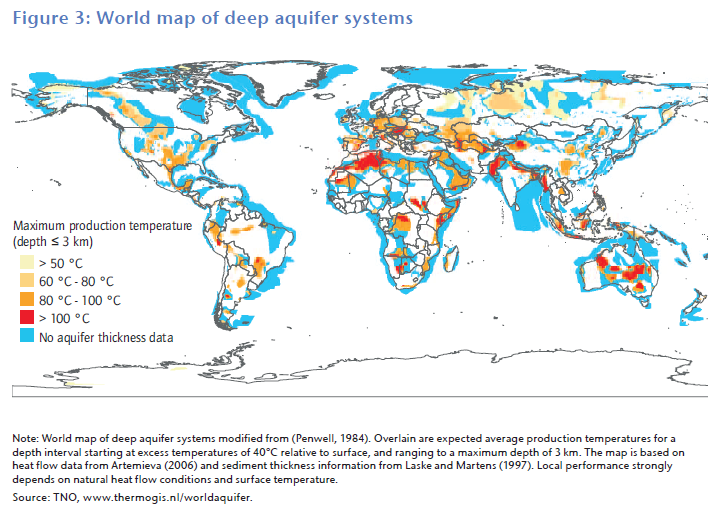 Figure 3: World map of deep aquifer systems
Maximum production temperature
(depth ≤ 3 km)
> 50 °C
60 °C - 80 °C
80 °C - 100 °C
> 100 °C
No aquifer thickness data
Note: World map of deep aquifer systems modified from (Penwell, 1984). Overlain are expected average production temperatures for a
depth interval starting at excess temperatures of 40°C relative to surface, and ranging to a maximum depth of 3 km. The map is based on
heat flow data from Artemieva (2006) and sediment thickness information from Laske and Martens (1997). Local performance strongly
depends on natural heat flow conditions and surface temperature.
Source: TNO, www.thermogis.nl/worldaquifer.